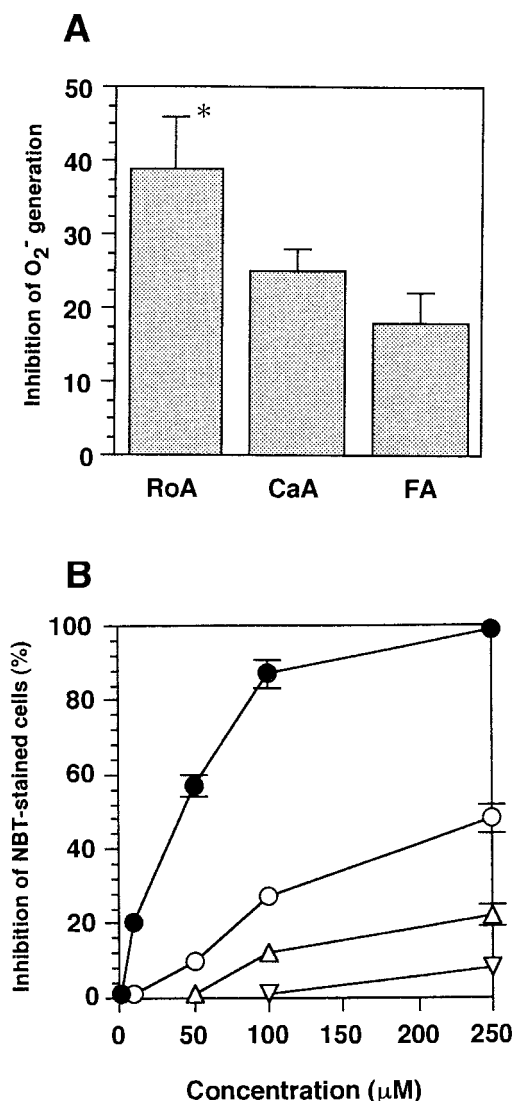 A
50
40
30
20
10
0
Inhibition of O2- generation
*
RoA CaA FA
B
100
80
60
40
20
0
Inhibition of NBT-stained cells (%)
0 50 100 150 200 250
Concentration (μM)